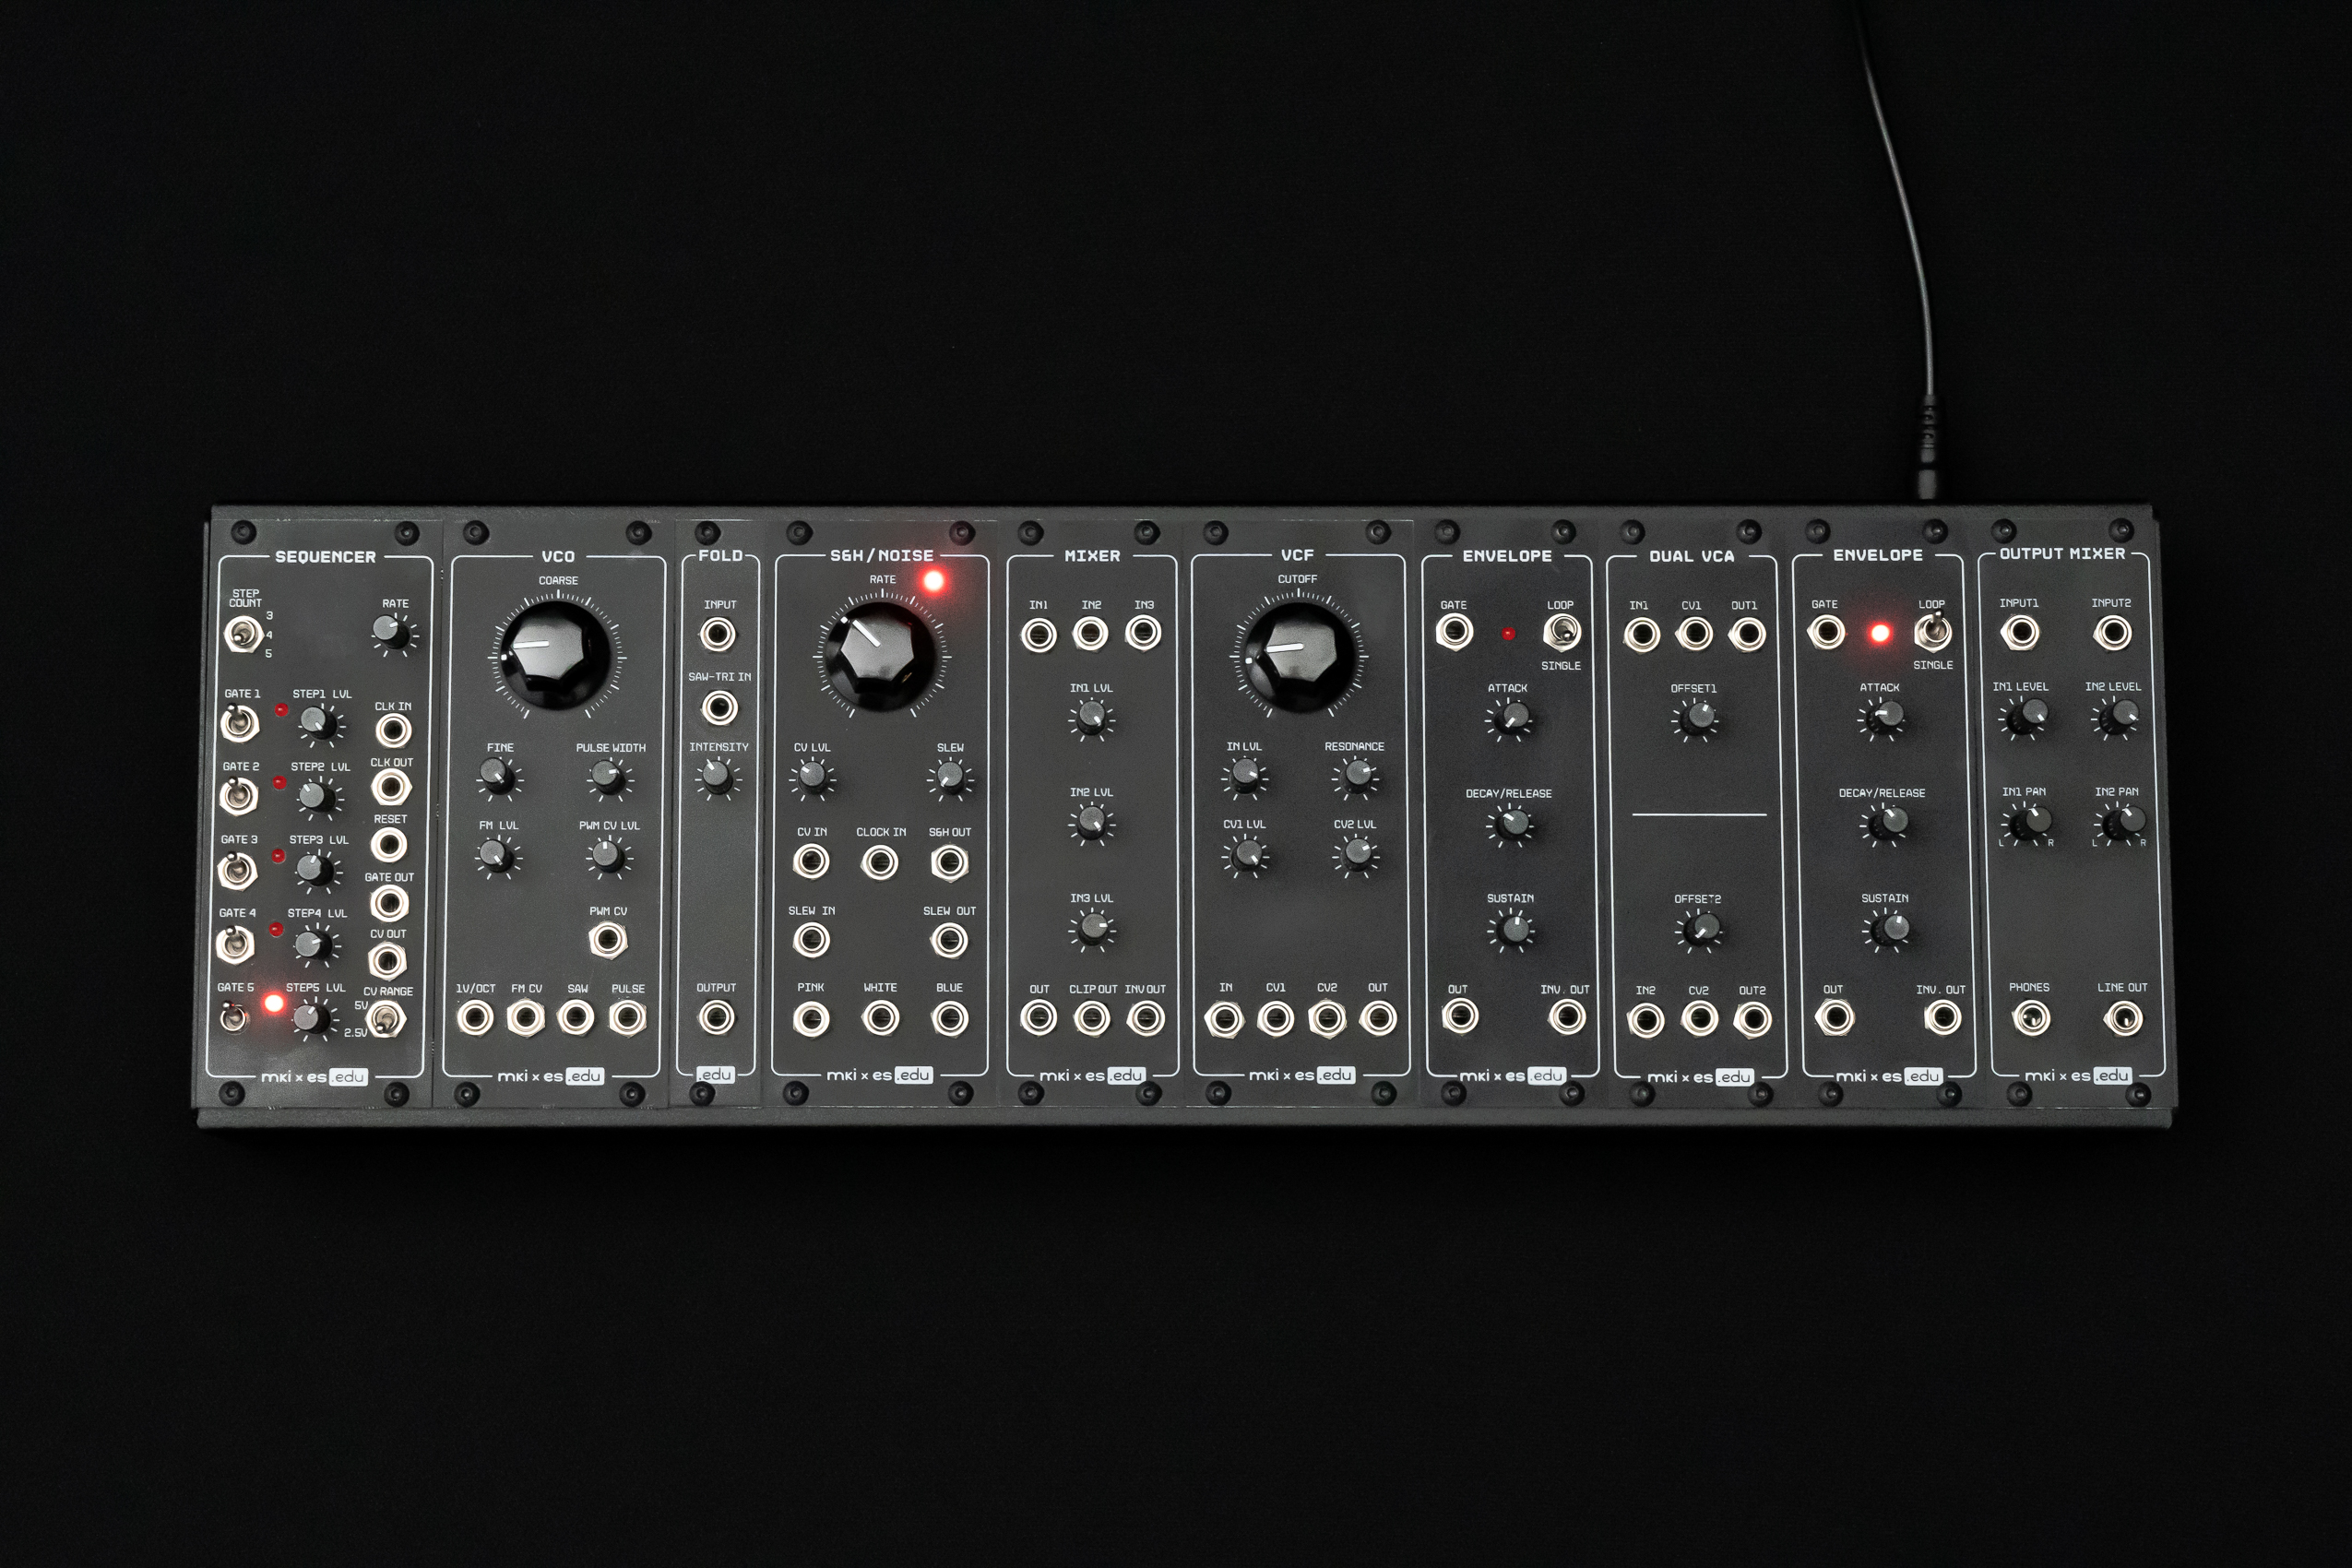 SEQUENCER
STEP
COUNT
3
4
5
RATE
GATE 1
STEP1 LVL
CLK IN
GATE 2
STEP2 LVL
CLK OUT
GATE 3
STEP3 LVL
RESET
GATE OUT
GATE 4
STEP4 LVL
CV OUT
GATE 5
STEP5 LVL
CV RANGE
5V
2.5V
mki x es.edu
VCO
COARSE
FINE
PULSE WIDTH
FM LVL
PWM CV LVL
PWM CV
1V/OCT
FM CV
SAW
PULSE
mki x es.edu
FOLD
INPUT
SAW-TRI IN
INTENSITY
OUTPUT
.edu
S&H/NOISE
RATE
CV LVL
SLEW
CV IN
CLOCK IN
S&H OUT
SLEW IN
SLEW OUT
PINK
WHITE
BLUE
mki x es.edu
MIXER
IN1
IN2
IN3
IN1 LVL
IN2 LVL
IN3 LVL
OUT
CLIP OUT
INV OUT
mki x es.edu
VCF
CUTOFF
IN LVL
RESONANCE
CV1 LVL
CV2 LVL
IN
CV1
CV2
OUT
mki x es.edu
ENVELOPE
GATE
LOOP
SINGLE
ATTACK
DECAY/RELEASE
SUSTAIN
OUT
INV. OUT
mki x es.edu
DUAL VCA
IN1
CV1
OUT1
OFFSET1
OFFSET2
IN2
CV2
OUT2
mki x es.edu
ENVELOPE
GATE
LOOP
SINGLE
ATTACK
DECAY/RELEASE
SUSTAIN
OUT
INV. OUT
mki x es.edu
OUTPUT MIXER
INPUT1
INPUT2
IN1 LEVEL
IN2 LEVEL
IN1 PAN
IN2 PAN
L
R
L
R
PHONES
LINE OUT
mki x es.edu